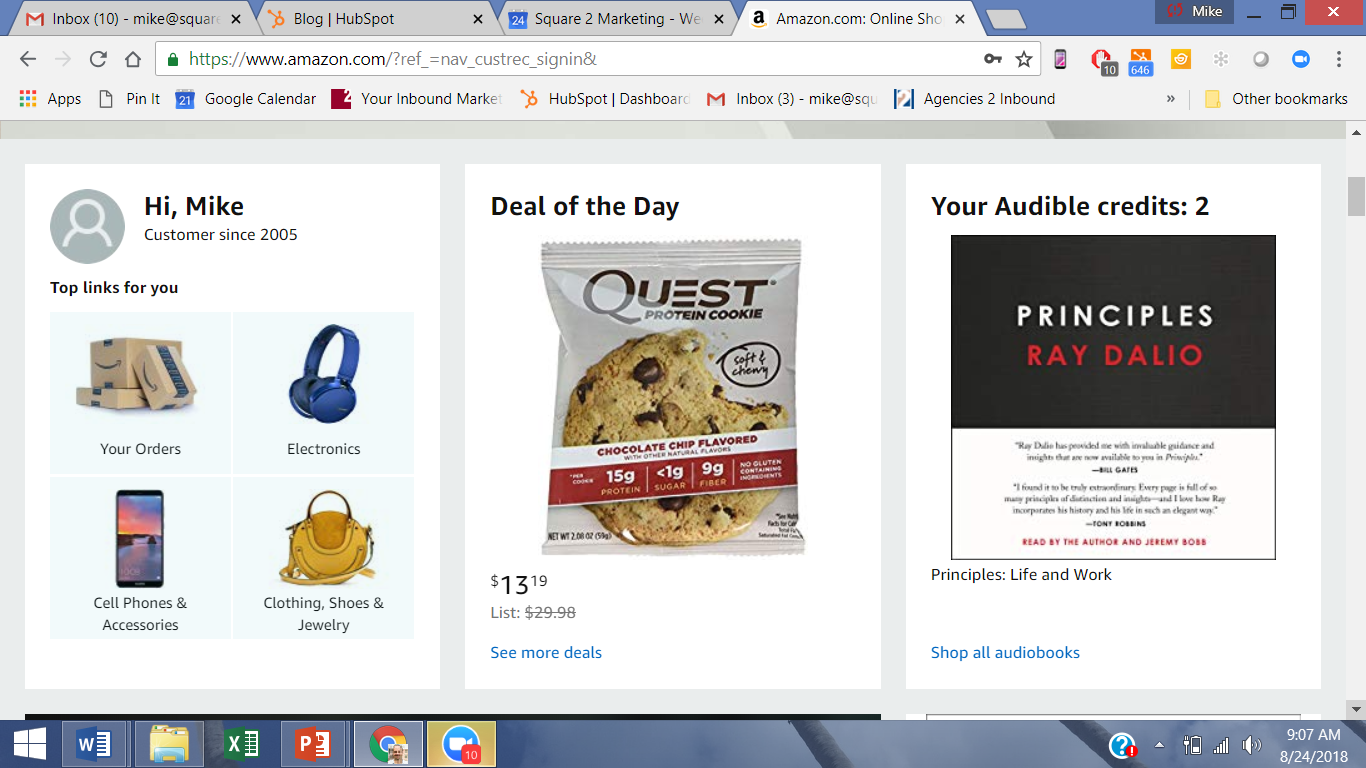 Inbox (10) - mike@square
Blog | HubSpot
24
Square 2 Marketing - We
a
Amazon.com: Online Sho
Mike
https://www.amazon.com/?ref_=nav_custrec_signin&
10
646
Apps
Pin It
21
Google Calendar
Your Inbound Market
HubSpot | Dashboard
Inbox (3) - mike@squ
Agencies 2 Inbound
»
Other bookmarks
Hi, Mike
Customer since 2005
Top links for you
Your Orders
Electronics
Cell Phones &
Accessories
Clothing, Shoes &
Jewelry
Deal of the Day
QUEST
PROTEIN COOKIE
soft &
chewy
CHOCOLATE CHIP FLAVORED
WITH OTHER NATURAL FLAVORS
*PER
COOKIE
15g
PROTEIN
<1g
SUGAR
9g
FIBER
NO GLUTEN
CONTAINING
INGREDIENTS
NET WT 2.08 OZ (59g)
$13 19
List: $29.98
See more deals
Your Audible credits: 2
PRINCIPLES
RAY DALIO
"Ray Dalio has provided me with invaluable guidance and
insights that are now available to you in Principles."
—BILL GATES
"I found it to be truly extraordinary. Every page is full of so
many principles of distinction and insights—and I love how Ray
incorporates his history and his life in such an elegant way."
—TONY ROBBINS
READ BY THE AUTHOR AND JEREMY BOBB
Principles: Life and Work
Shop all audiobooks
10
9:07 AM
8/24/2018